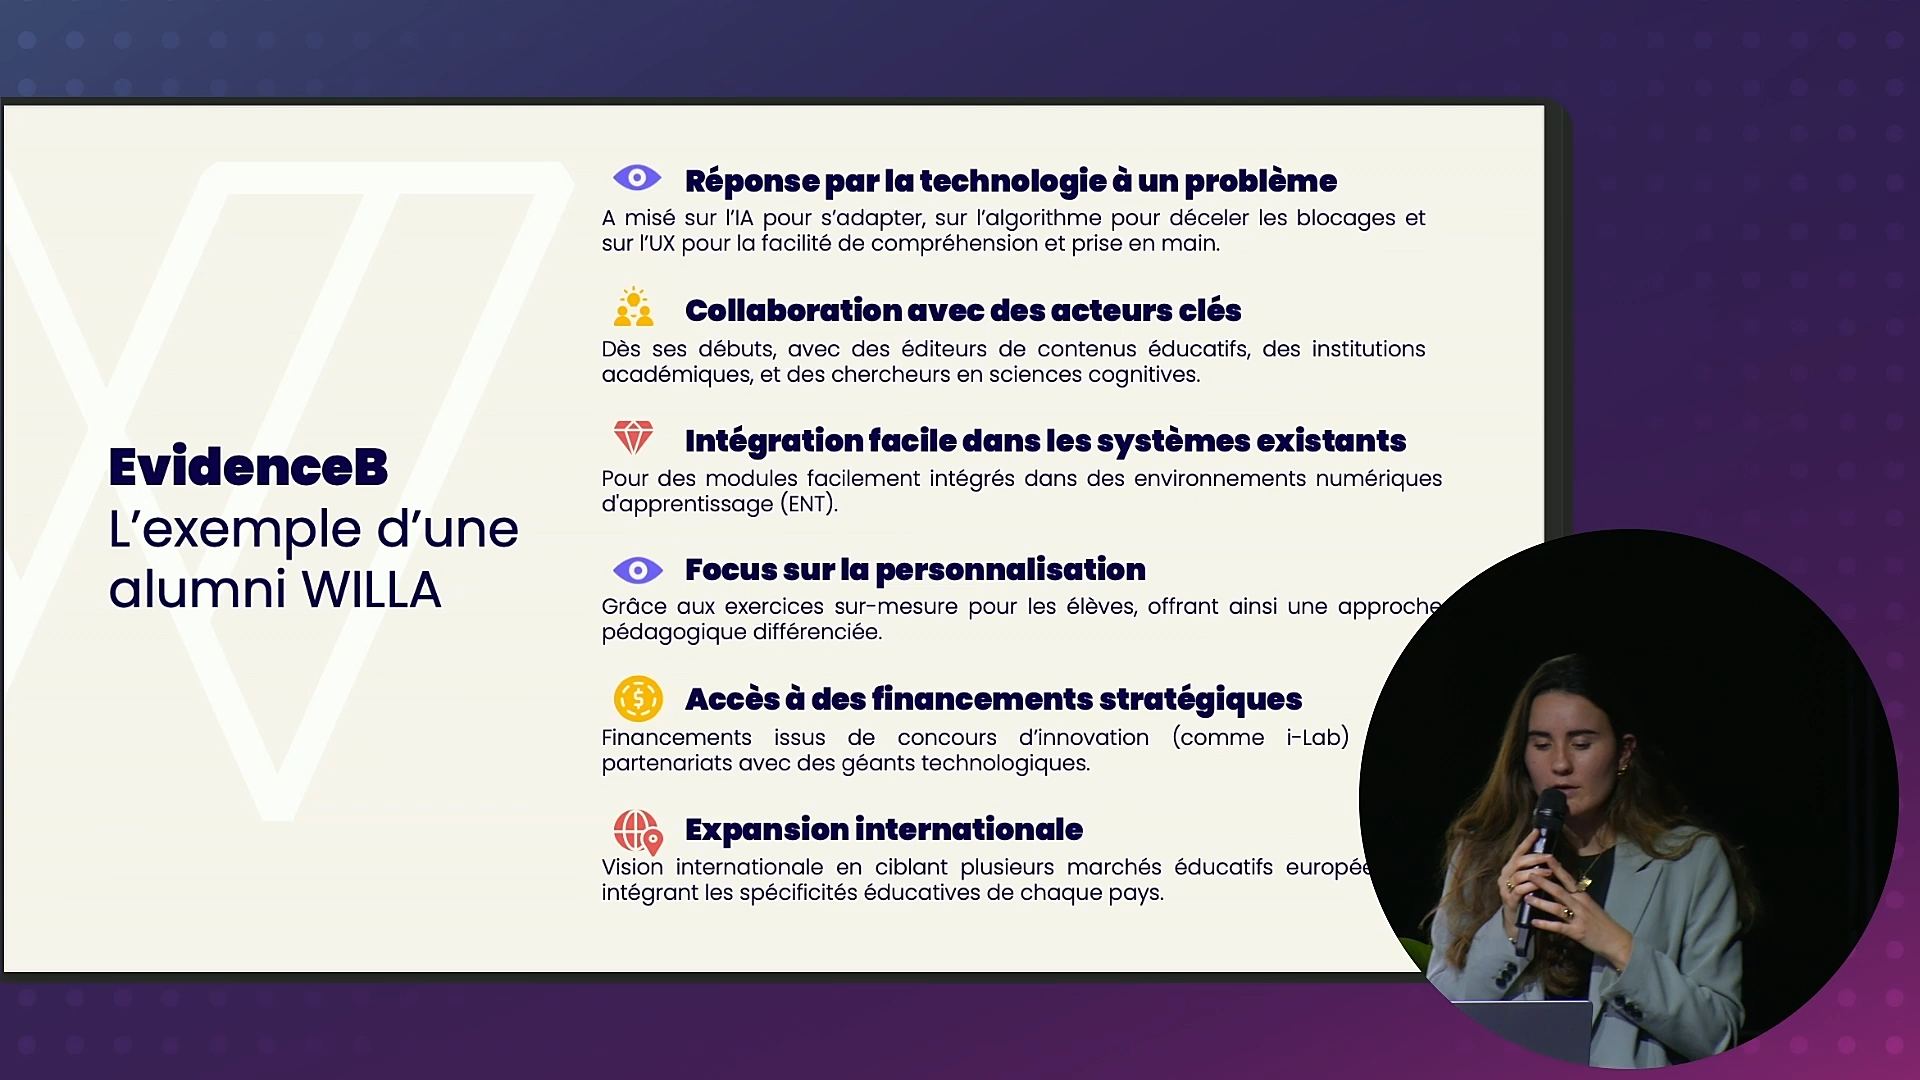 EvidenceB
L’exemple d’une
alumni WILLA
Réponse par la technologie à un problème
A misé sur l’IA pour s’adapter, sur l’algorithme pour déceler les blocages et
sur l’UX pour la facilité de compréhension et prise en main.
Collaboration avec des acteurs clés
Dès ses débuts, avec des éditeurs de contenus éducatifs, des institutions
académiques, et des chercheurs en sciences cognitives.
Intégration facile dans les systèmes existants
Pour des modules facilement intégrés dans des environnements numériques
d'apprentissage (ENT).
Focus sur la personnalisation
Grâce aux exercices sur-mesure pour les élèves, offrant ainsi une approche
pédagogique différenciée.
Accès à des financements stratégiques
Financements issus de concours d’innovation (comme i-Lab)
partenariats avec des géants technologiques.
Expansion internationale
Vision internationale en ciblant plusieurs marchés éducatifs
intégrant les spécificités éducatives de chaque pays.